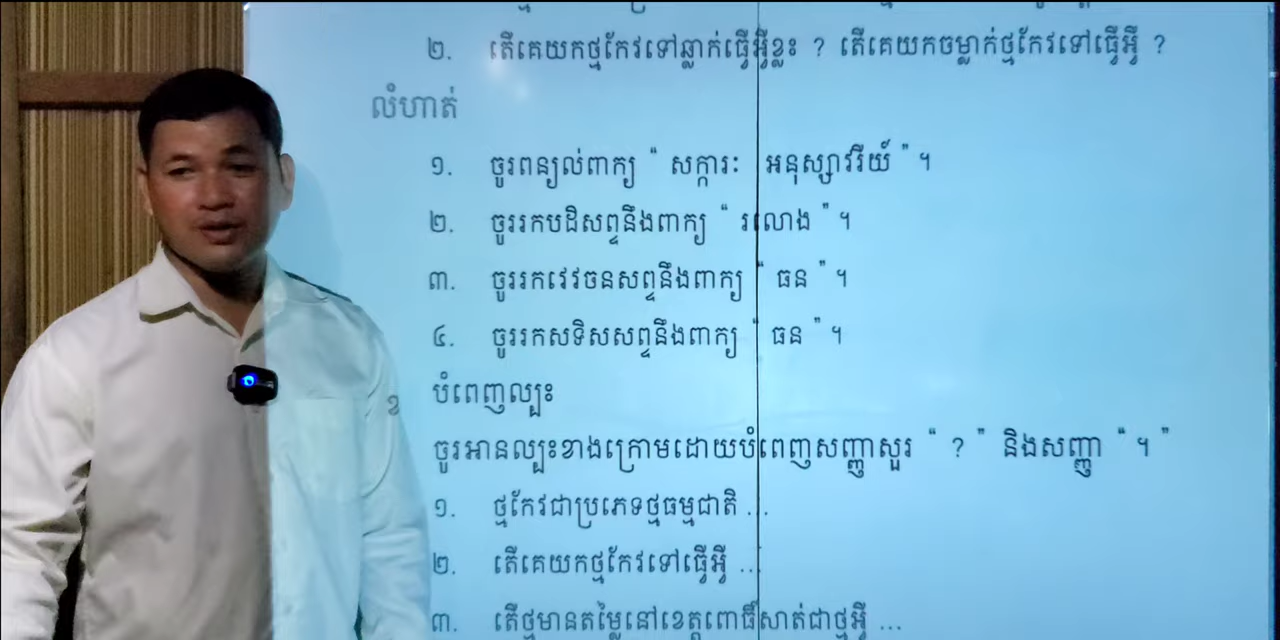 ២. តើគេយកថ្មកែវទៅឆ្លាក់ធ្វើអ្វីខ្លះ ? តើគេយកចម្លាក់ថ្មកែវទៅធ្វើអ្វី ?
លំហាត់
១. ចូរពន្យល់ពាក្យ “ សក្ការៈ អនុស្សាវរីយ៍ ” ។
២. ចូររកបដិសព្ទនឹងពាក្យ “ រលោង ” ។
៣. ចូររកវេវចនសព្ទនឹងពាក្យ “ ធន ” ។
៤. ចូររកសទិសសព្ទនឹងពាក្យ “ ធន ” ។
ខ បំពេញល្បះ
ចូរអានល្បះខាងក្រោមដោយបំពេញសញ្ញាសួរ “ ? ” និងសញ្ញា “ ។ ”
១. ថ្មកែវជាប្រភេទថ្មធម្មជាតិ ...
២. តើគេយកថ្មកែវទៅធ្វើអ្វី ...
៣. តើថ្មមានតម្លៃនៅខេត្តពោធិ៍សាត់ជាថ្មអ្វី ...